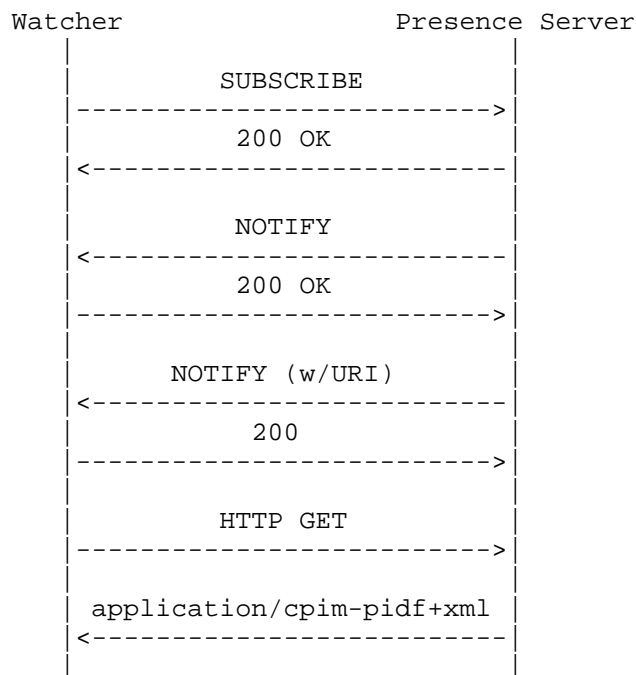 Watcher Presence Server
SUBSCRIBE
200 OK
NOTIFY
200 OK
NOTIFY (w/URI)
200
HTTP GET
application/cpim-pidf+xml